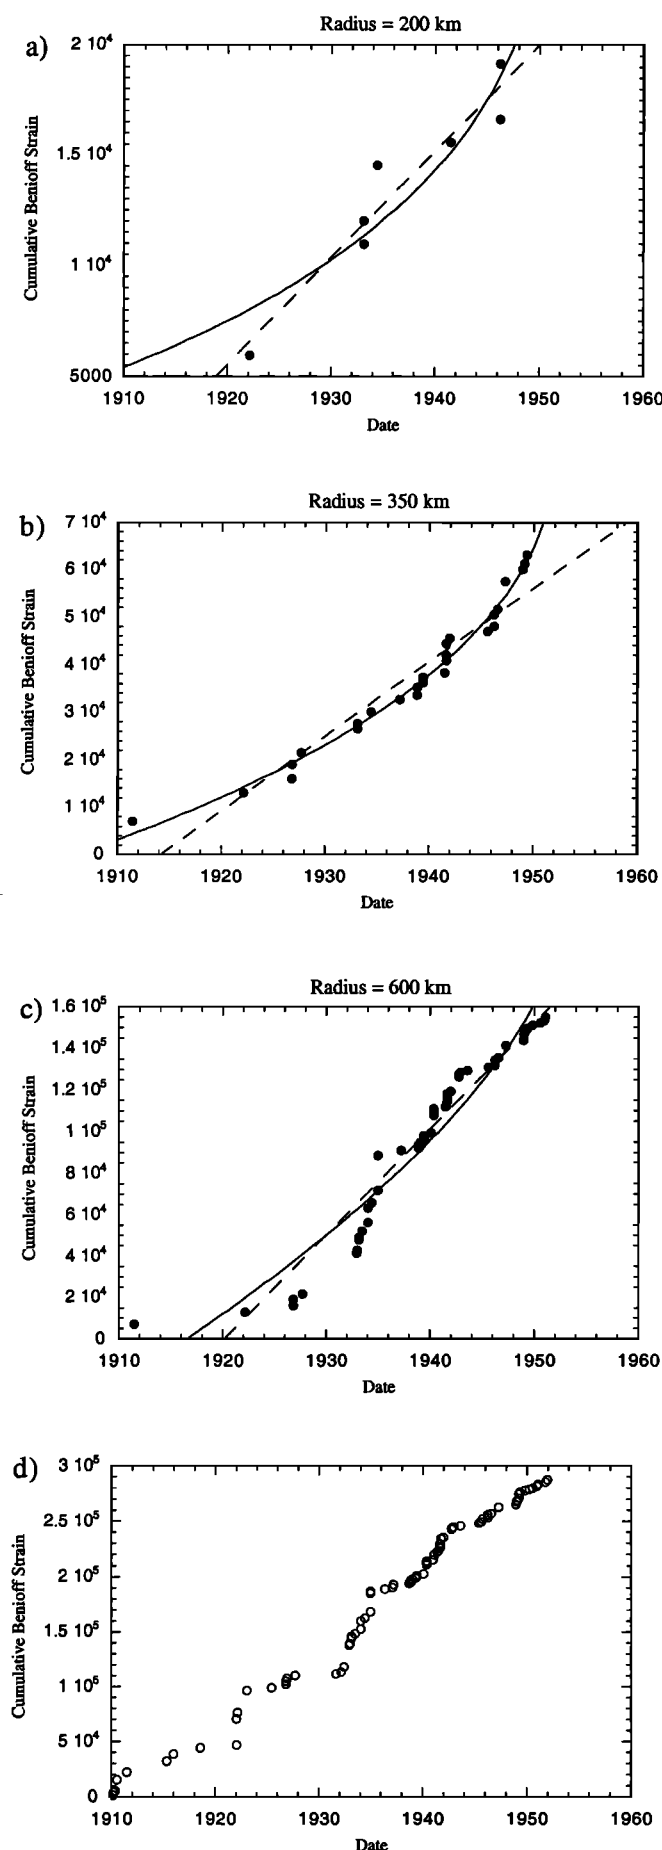 a)
Radius = 200 km
2 10⁴
1.5 10⁴
1 10⁴
5000
Cumulative Benioff Strain
1910 1920 1930 1940 1950 1960
Date
b)
Radius = 350 km
7 10⁴
6 10⁴
5 10⁴
4 10⁴
3 10⁴
2 10⁴
1 10⁴
0
Cumulative Benioff Strain
1910 1920 1930 1940 1950 1960
Date
c)
Radius = 600 km
1.6 10⁵
1.4 10⁵
1.2 10⁵
1 10⁵
8 10⁴
6 10⁴
4 10⁴
2 10⁴
0
Cumulative Benioff Strain
1910 1920 1930 1940 1950 1960
Date
d)
3 10⁵
2.5 10⁵
2 10⁵
1.5 10⁵
1 10⁵
5 10⁴
0
Cumulative Benioff Strain
1910 1920 1930 1940 1950 1960
Date